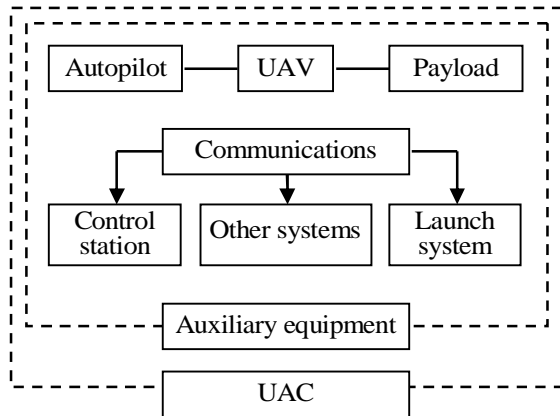 Autopilot UAV Payload
Communications
Control
station
Other systems
Launch
system
Auxiliary equipment
UAC